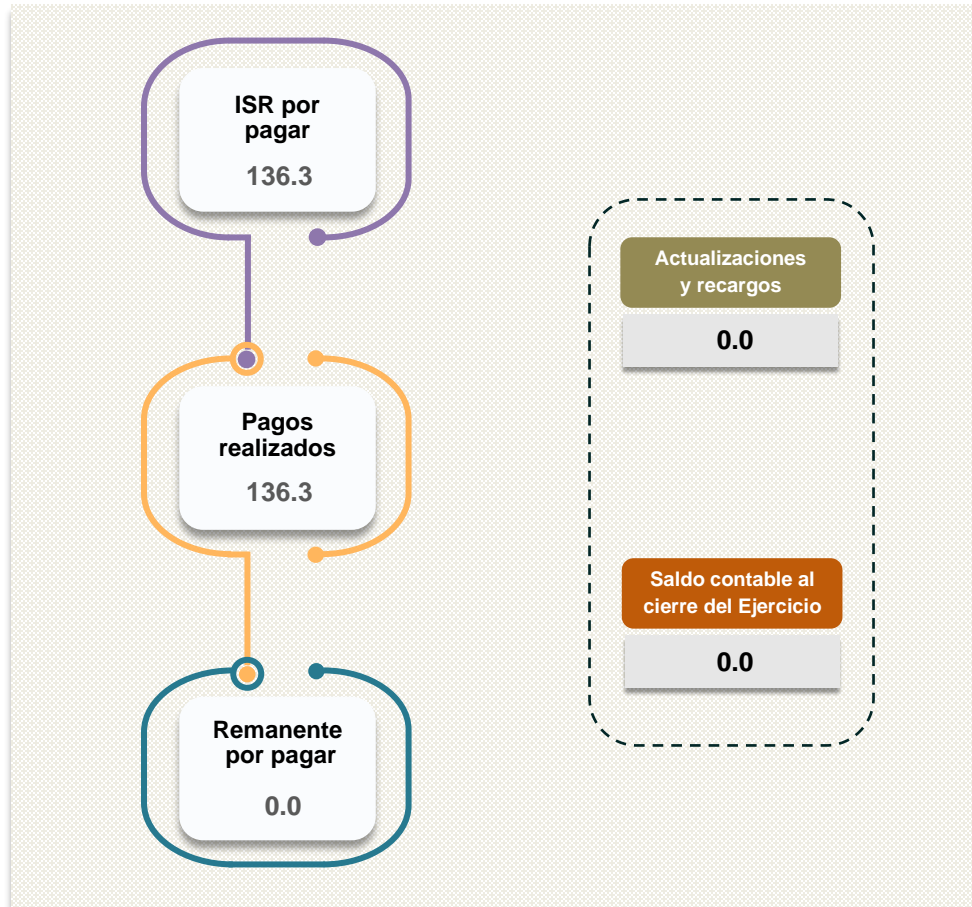 ISR por
pagar
136.3
Pagos
realizados
136.3
Remanente
por pagar
0.0
Actualizaciones
y recargos
0.0
Saldo contable al
cierre del Ejercicio
0.0